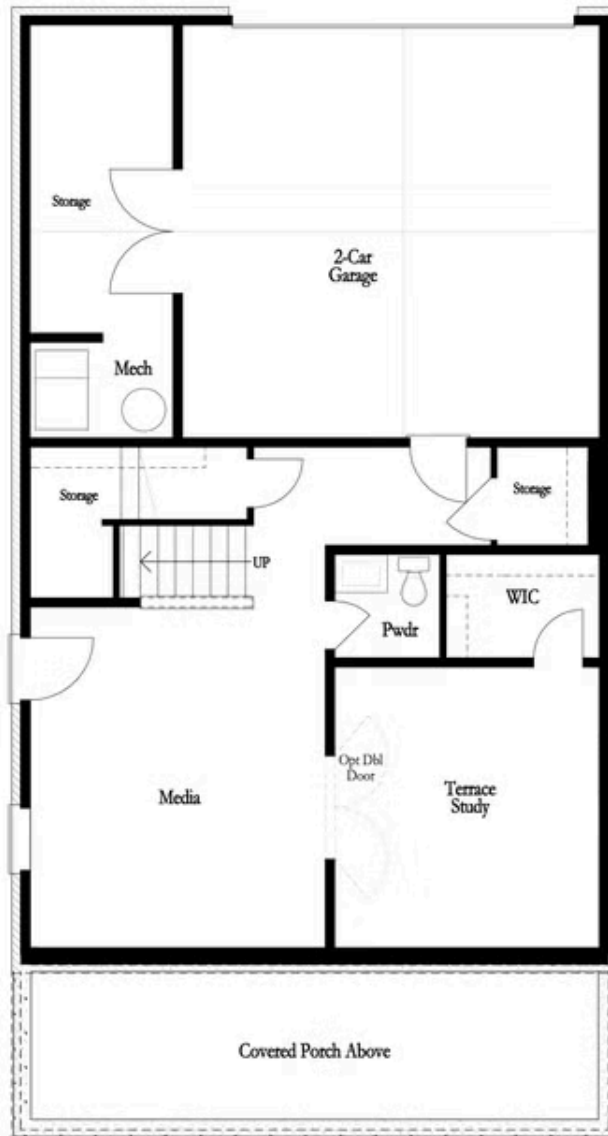 Storage
2-Car
Garage
Mech
Storage
Storage
UP
WIC
Pwdr
Opt Dbl
Door
Media
Terrace
Study
Covered Porch Above